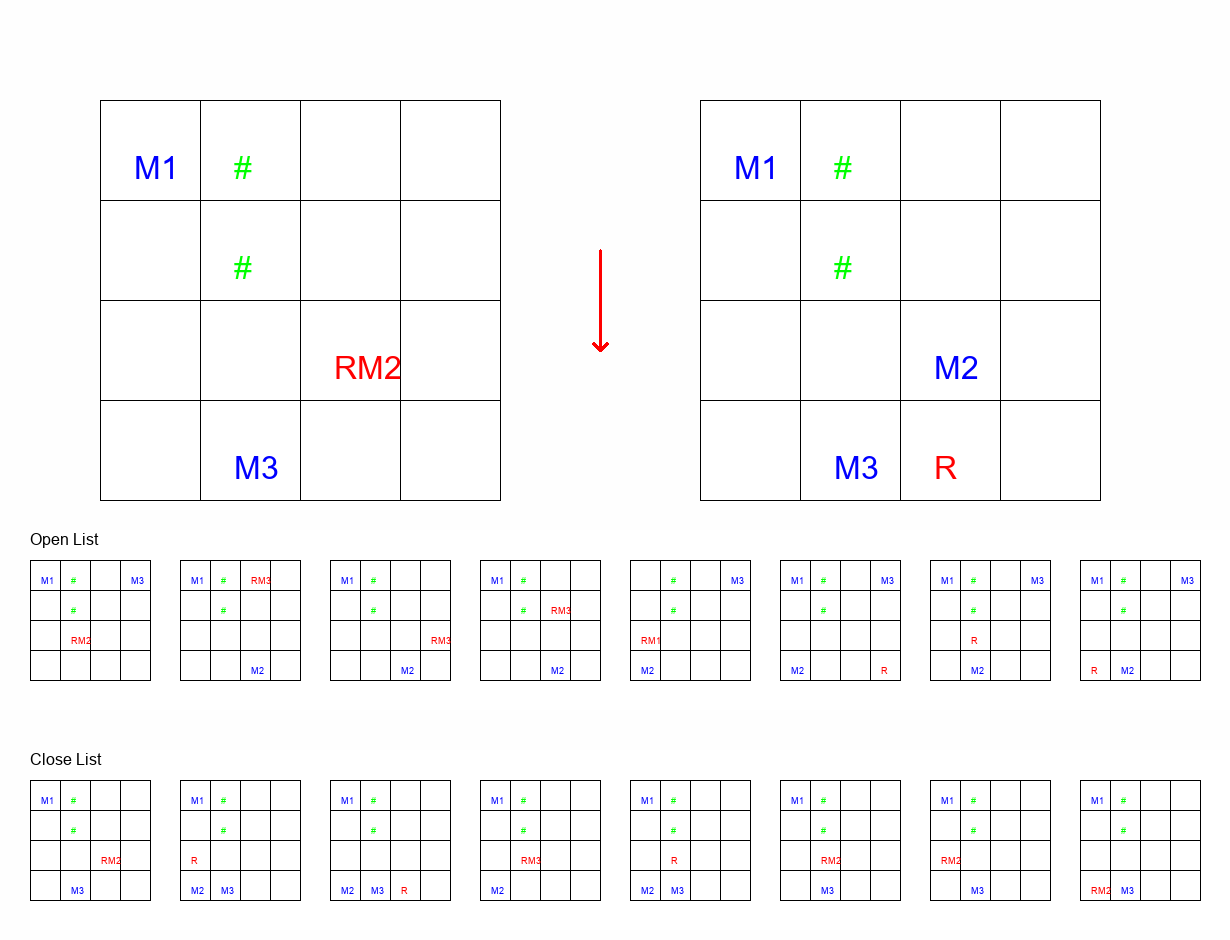 M1 # M1 #
# #
RM2 M2
M3 M3 R
Open List
M1 # M3 M1 # RM3 M1 # M1 # # M3 M1 # M3 M1 # M3 M1 # M3
# # # # RM3 # # # #
RM2 RM3 RM1 R
M2 M2 M2 M2 M2 R M2 R M2
Close List
M1 # M1 # M1 # M1 # M1 # M1 # M1 # M1 #
# # # # # # # #
RM2 R RM3 R RM2 RM2
M3 M2 M3 M2 M3 R M2 M2 M3 M3 M3 RM2 M3